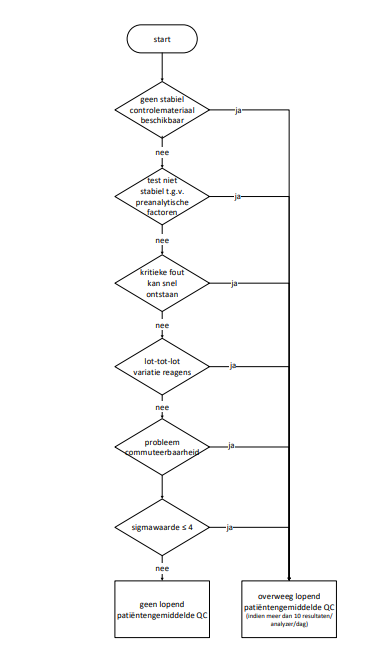 start
geen stabiel
controlemateriaal
beschikbaar
ja
nee
test niet
stabiel t.g.v.
preanalytische
factoren
ja
nee
kritieke fout
kan snel
ontstaan
ja
nee
lot-tot-lot
variatie reagens
ja
nee
probleem
commuteerbaarheid
ja
sigmawaarde ≤ 4
ja
nee
geen lopend
patiëntengemiddelde QC
overweeg lopend
patiëntengemiddelde QC
(indien meer dan 10 resultaten/
analyzer/dag)